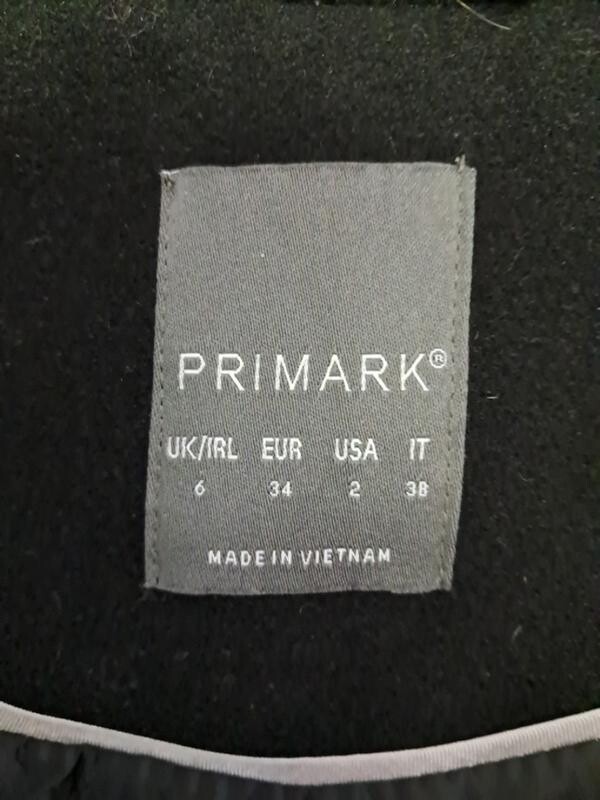 PRIMARK®
UK/IRL EUR USA IT
6 34 2 38
MADE IN VIETNAM